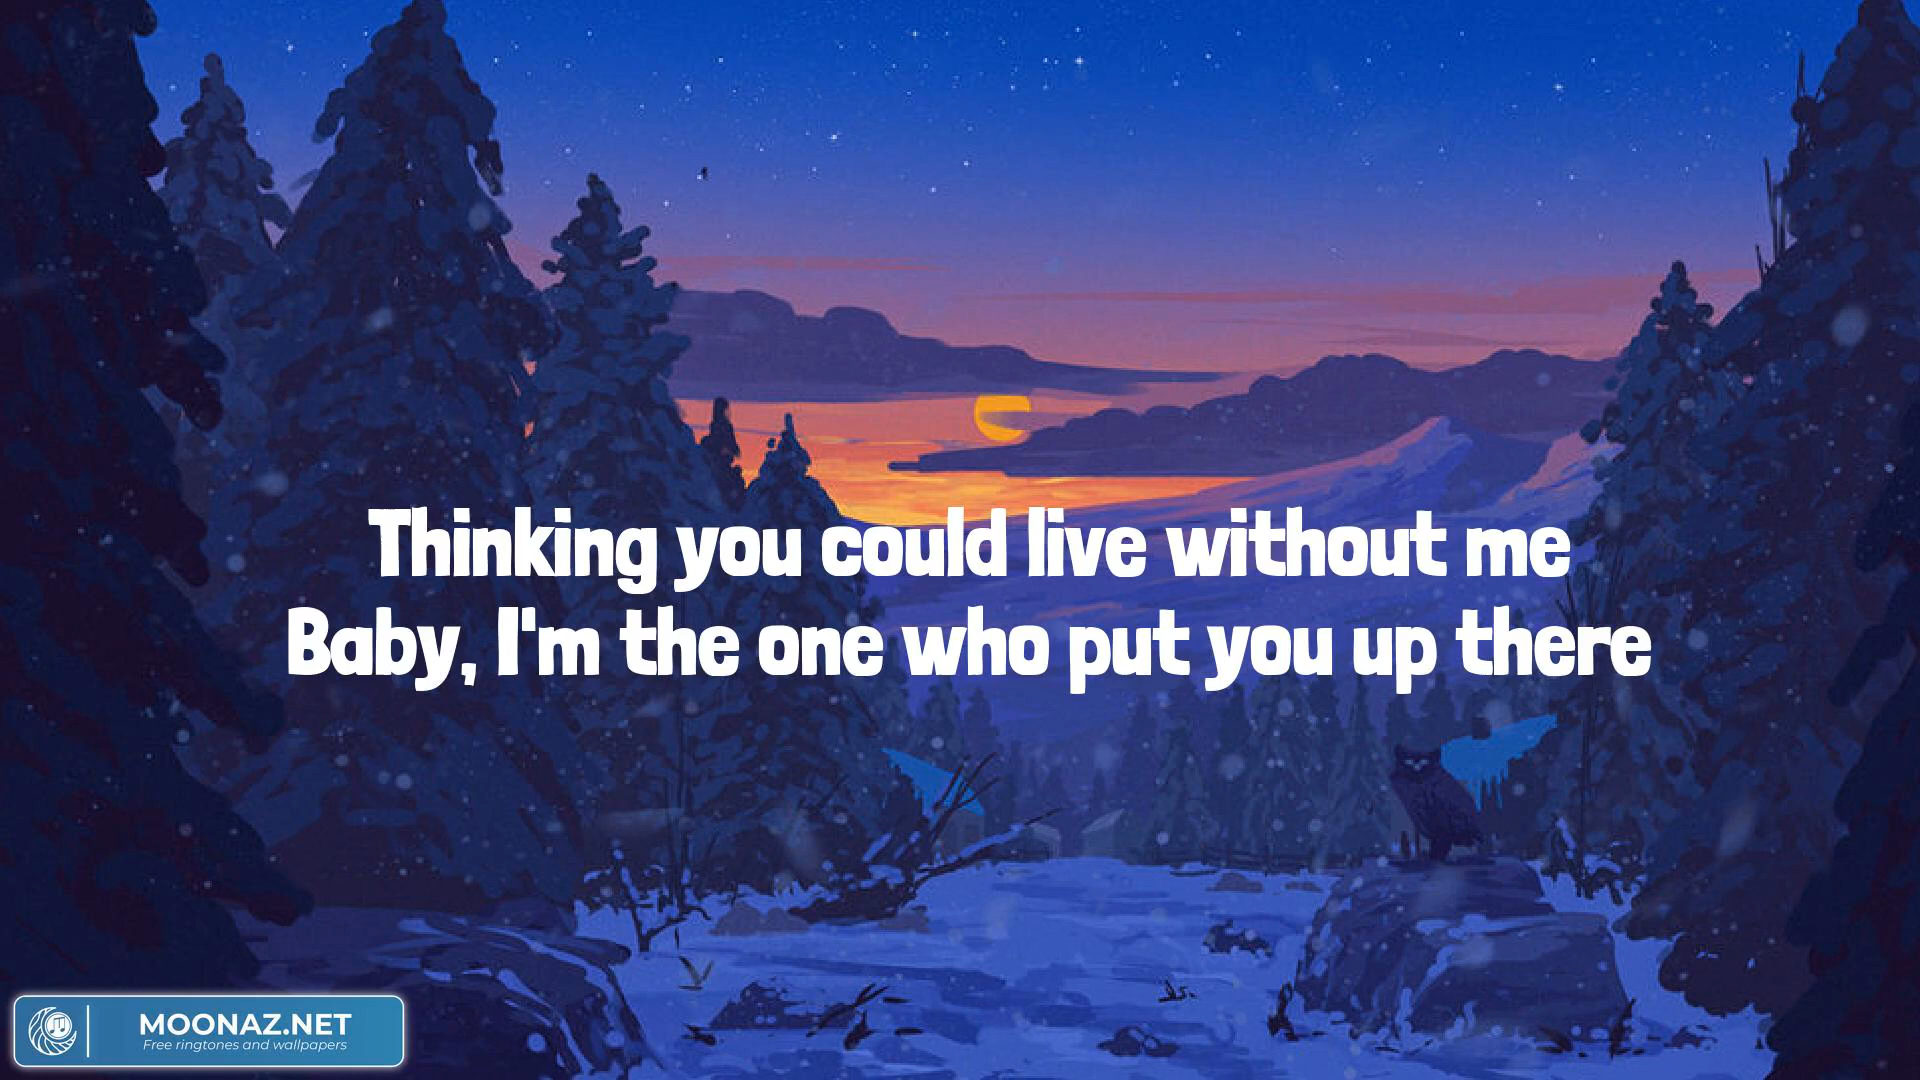 Thinking you could live without me
Baby, I'm the one who put you up there
MOONAZ.NET
Free ringtones and wallpapers